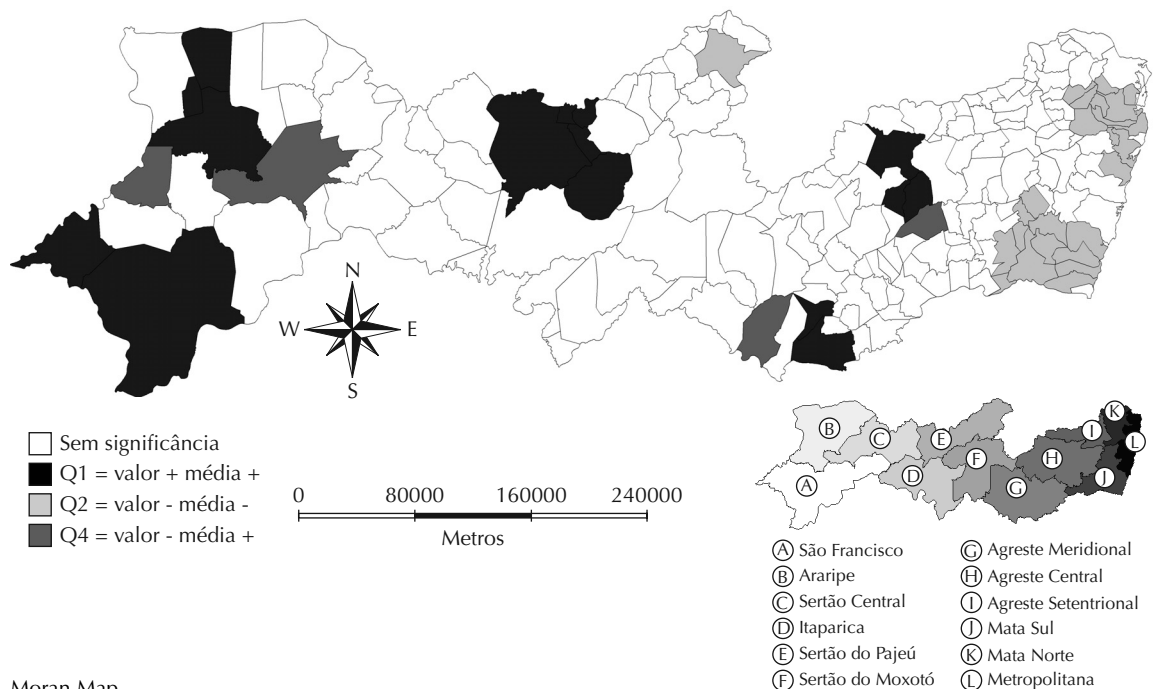 N
W E
S
Sem significância
Q1 = valor + média +
Q2 = valor - média -
Q4 = valor - média +
0 80000 160000 240000
Metros
B
C
E
F
A
D
G
H
I
J
K
L
A São Francisco
B Araripe
C Sertão Central
D Itaparica
E Sertão do Pajeú
F Sertão do Moxotó
G Agreste Meridional
H Agreste Central
I Agreste Setentrional
J Mata Sul
K Mata Norte
L Metropolitana
Moran Map